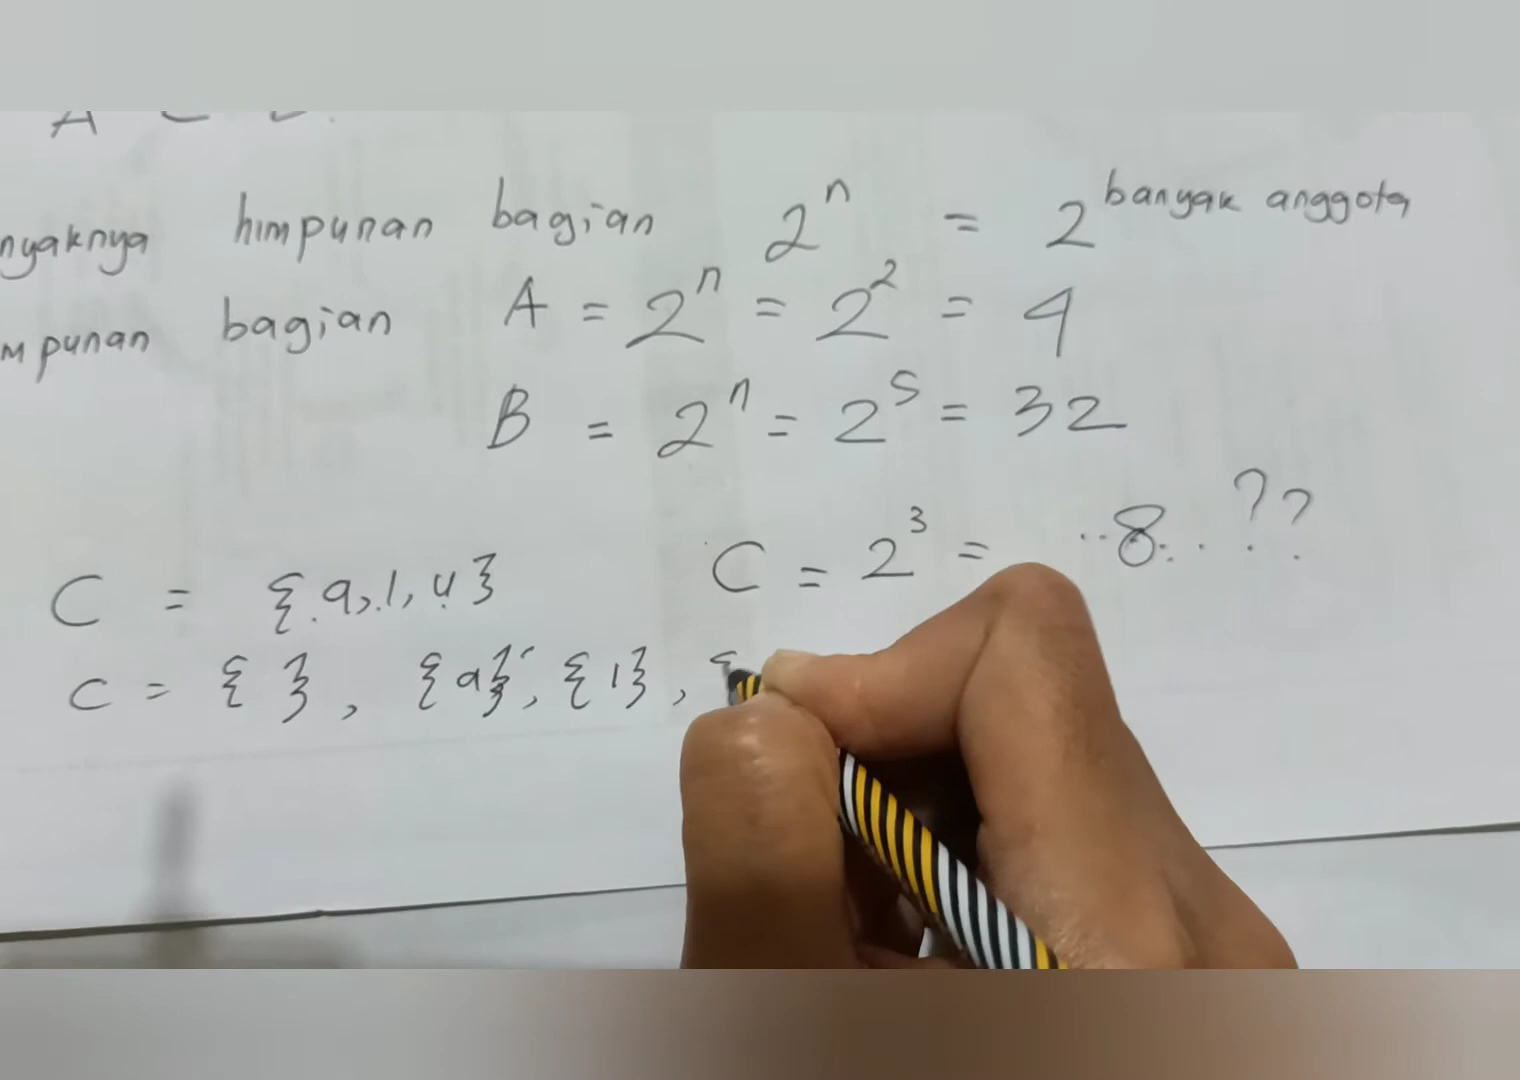 nyaknya himpunan bagian 2ⁿ = 2^banyak anggota
mpunan bagian A = 2ⁿ = 2² = 4
B = 2ⁿ = 2⁵ = 32
C = 2³ = ..8.. ??
C = {a, 1, u}
C = { }, {a}, {1}, {